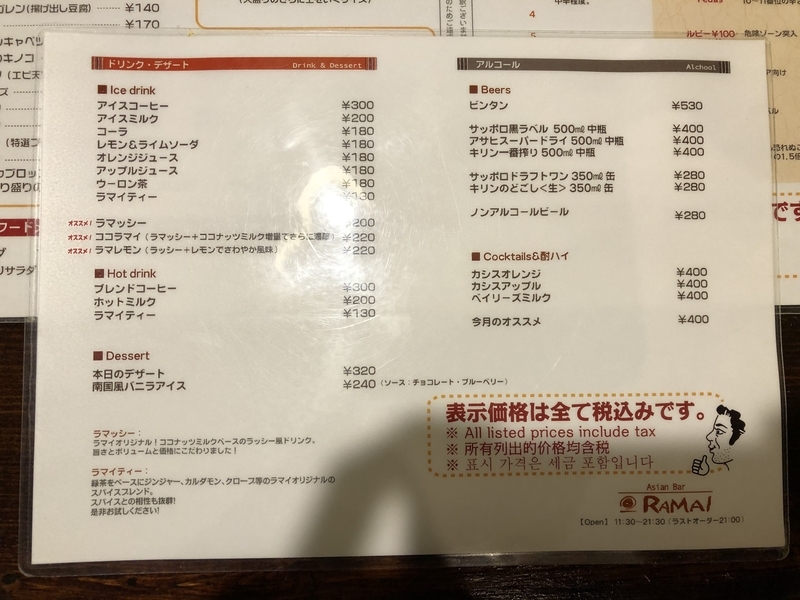 ガレン(揚げ出し豆腐) ¥140
¥170
4
ルピー¥100
ドリンク・デザート Drink & Dessert
■ Ice drink
アイスコーヒー ¥300
アイスミルク ¥200
コーラ ¥180
レモン&ライムソーダ ¥180
オレンジジュース ¥180
アップルジュース ¥180
ウーロン茶 ¥180
ラマイティー ¥130
オススメ! ラマッシー ¥200
オススメ! ココラマイ（ラマッシー＋ココナッツミルク増量でさらに濃厚） ¥220
オススメ! ラマレモン（ラッシー＋レモンでさわやか風味） ¥220
■ Hot drink
ブレンドコーヒー ¥300
ホットミルク ¥200
ラマイティー ¥130
■ Dessert
本日のデザート ¥320
南国風バニラアイス ¥240（ソース：チョコレート・ブルーベリー）
ラマッシー：
ラマイオリジナル！ココナッツミルクベースのラッシー風ドリンク。
旨さとボリュームと価格にこだわりました！
ラマイティー：
緑茶をベースにジンジャー、カルダモン、クローブ等のラマイオリジナルの
スパイスブレンド。
スパイスとの相性も抜群!
是非お試しください!
アルコール Alchool
■ Beers
ビンタン ¥530
サッポロ黒ラベル 500㎖ 中瓶 ¥400
アサヒスーパードライ 500㎖ 中瓶 ¥400
キリン一番搾り 500㎖ 中瓶 ¥400
サッポロドラフトワン 350㎖ 缶 ¥280
キリンのどごし＜生＞ 350㎖ 缶 ¥280
ノンアルコールビール ¥280
■ Cocktails&酎ハイ
カシスオレンジ ¥400
カシスアップル ¥400
ベイリーズミルク ¥400
今月のオススメ ¥400
表示価格は全て税込みです。
※ All listed prices include tax
※ 所有列出的价格均含税
※ 표시 가격은 세금 포함입니다
Asian Bar
RAMAI
【Open】 11:30〜21:30（ラストオーダー21:00）